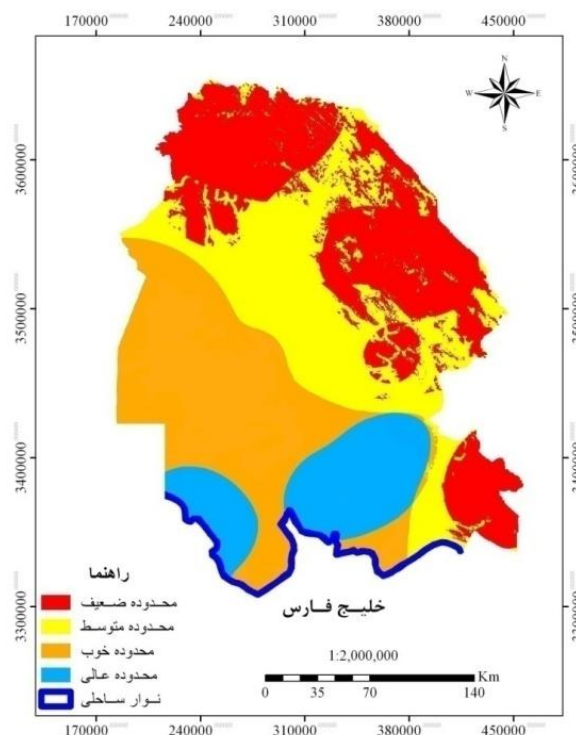 170000 240000 310000 380000 450000
N
W E
S
3600000
3500000
3400000
3300000
خلیج فارس
راهنما
محدوده ضعیف
محدوده متوسط
محدوده خوب
محدوده عالی
نوار ساحلی
1:2,000,000
Km
0 35 70 140
170000 240000 310000 380000 450000